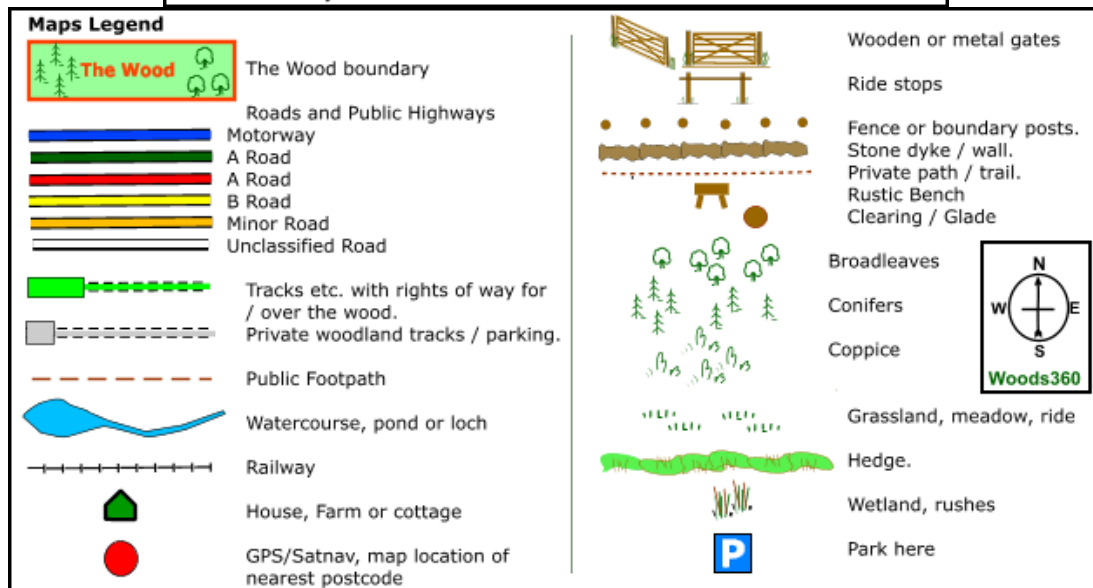 Maps Legend
The Wood
The Wood boundary
Roads and Public Highways
Motorway
A Road
A Road
B Road
Minor Road
Unclassified Road
Tracks etc. with rights of way for
/ over the wood.
Private woodland tracks / parking.
Public Footpath
Watercourse, pond or loch
Railway
House, Farm or cottage
GPS/Satnav, map location of
nearest postcode
Wooden or metal gates
Ride stops
Fence or boundary posts.
Stone dyke / wall.
Private path / trail.
Rustic Bench
Clearing / Glade
Broadleaves
Conifers
Coppice
Grassland, meadow, ride
Hedge.
Wetland, rushes
P
Park here
N
W
E
S
Woods360